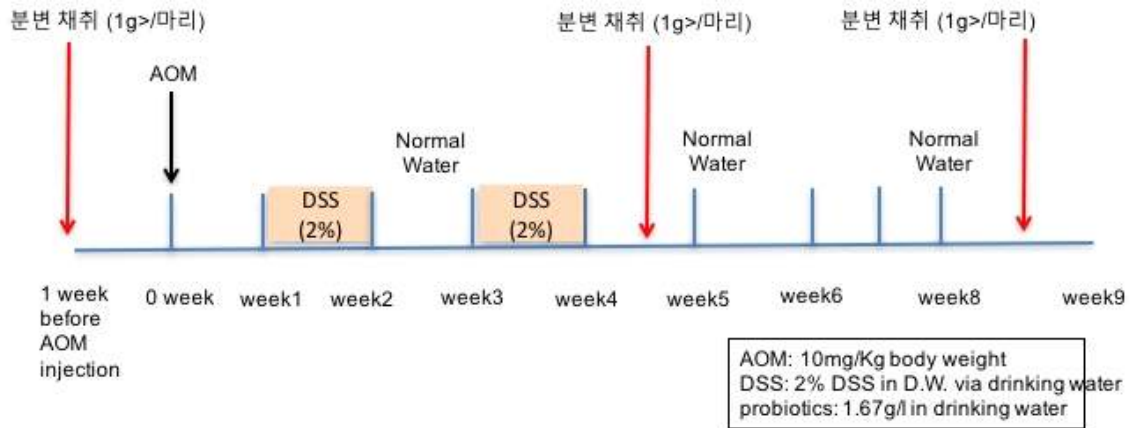 분변 채취 (1g>/마리)
분변 채취 (1g>/마리)
분변 채취 (1g>/마리)
AOM
Normal
Water
Normal
Water
Normal
Water
DSS
(2%)
DSS
(2%)
1 week
before
AOM
injection
0 week
week1
week2
week3
week4
week5
week6
week8
week9
AOM: 10mg/Kg body weight
DSS: 2% DSS in D.W. via drinking water
probiotics: 1.67g/l in drinking water